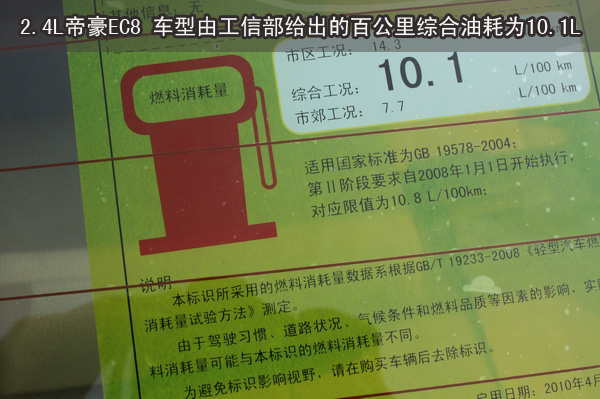 2.4L帝豪EC8 车型由工信部给出的百公里综合油耗为10.1L
其他信息: 无
市区工况: 14.3
燃料消耗量
综合工况: 10.1 L/100 km
市郊工况: 7.7 L/100 km
适用国家标准为GB 19578-2004;
第Ⅱ阶段要求自2008年1月1日开始执行,
对应限值为10.8 L/100km;
说明
本标识所采用的燃料消耗量数据系根据GB/T 19233-2008《轻型汽车燃
消耗量试验方法》测定。
由于驾驶习惯、道路状况、气候条件和燃料品质等因素的影响,实际
料消耗量可能与本标识的燃料消耗量不同。
为避免标识影响视野,请在购买车辆后去除标识。
启用日期: 2010年4月